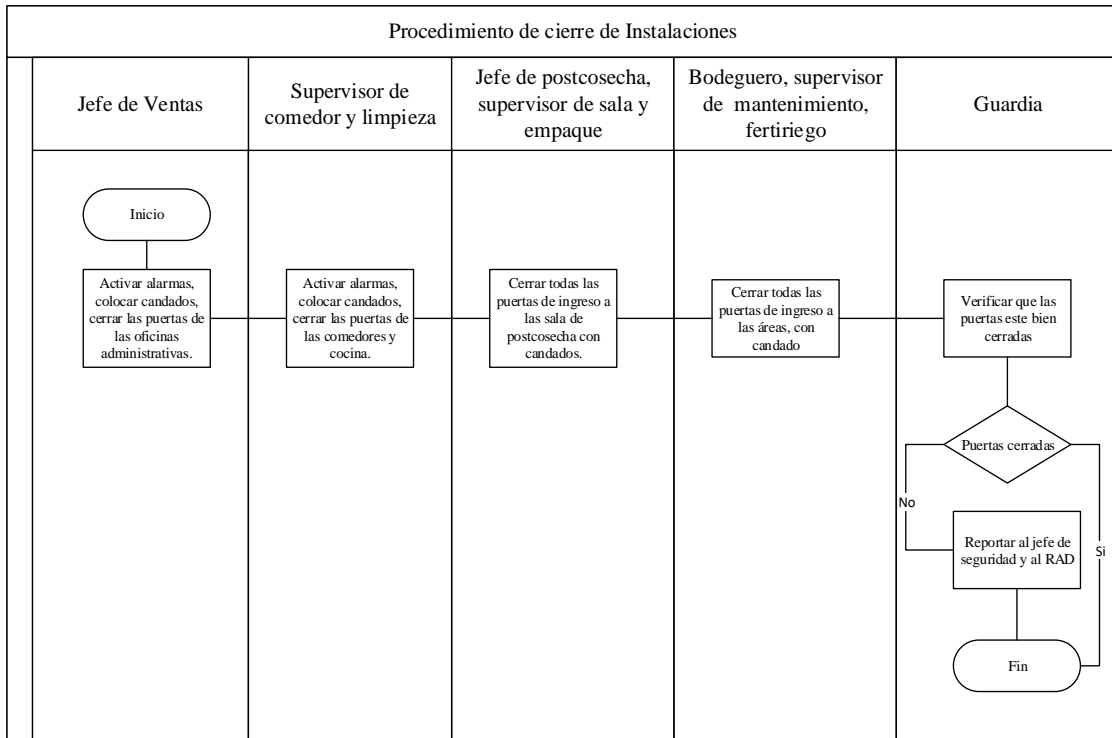 Procedimiento de cierre de Instalaciones
Jefe de Ventas
Supervisor de
comedor y limpieza
Jefe de postcosecha,
supervisor de sala y
empaque
Bodeguero, supervisor
de mantenimiento,
fertiriego
Guardia
Inicio
Activar alarmas,
colocar candados,
cerrar las puertas de
las oficinas
administrativas.
Activar alarmas,
colocar candados,
cerrar las puertas de
las comedores y
cocina.
Cerrar todas las
puertas de ingreso a
las sala de
postcosecha con
candados.
Cerrar todas las
puertas de ingreso a
las áreas, con
candado
Verificar que las
puertas este bien
cerradas
Puertas cerradas
No
Si
Reportar al jefe de
seguridad y al RAD
Fin